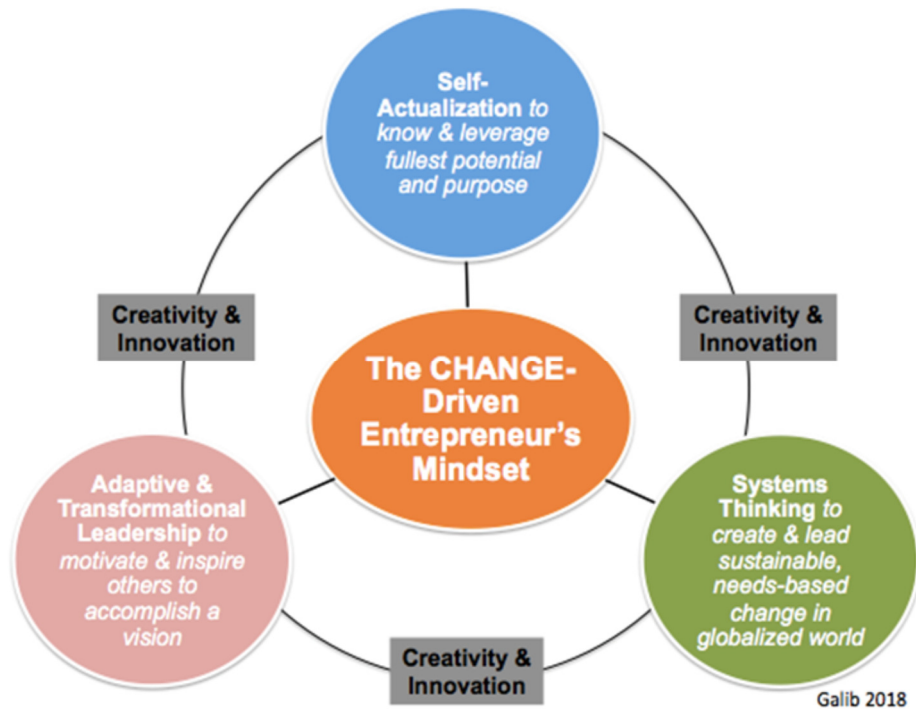 Self-
Actualization to
know & leverage
fullest potential
and purpose
Creativity &
Innovation
Creativity &
Innovation
The CHANGE-
Driven
Entrepreneur’s
Mindset
Adaptive &
Transformational
Leadership to
motivate & inspire
others to
accomplish a
vision
Systems
Thinking to
create & lead
sustainable,
needs-based
change in
globalized world
Creativity &
Innovation
Galib 2018